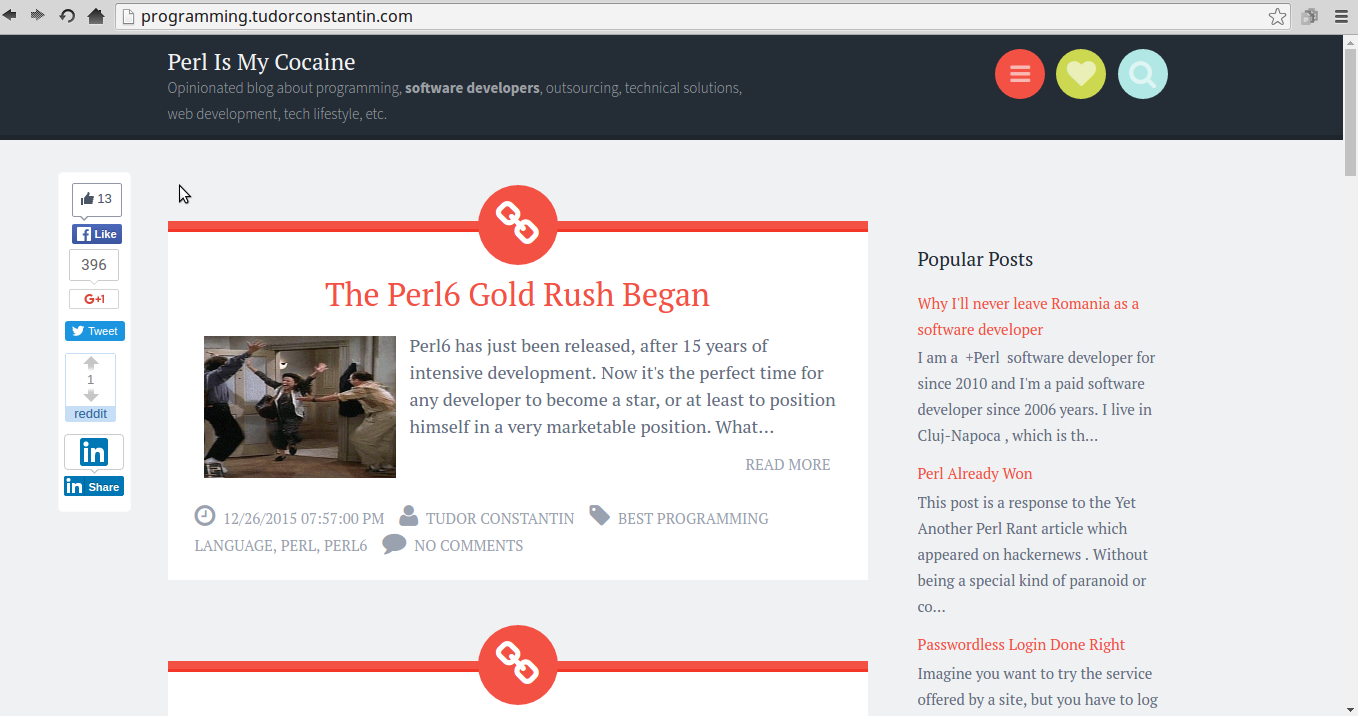 programming.tudorconstantin.com
Perl Is My Cocaine
Opinionated blog about programming, software developers, outsourcing, technical solutions,
web development, tech lifestyle, etc.
13
Like
396
G+1
Tweet
1
reddit
in
in Share
The Perl6 Gold Rush Began
Perl6 has just been released, after 15 years of
intensive development. Now it's the perfect time for
any developer to become a star, or at least to position
himself in a very marketable position. What...
READ MORE
12/26/2015 07:57:00 PM TUDOR CONSTANTIN BEST PROGRAMMING
LANGUAGE, PERL, PERL6 NO COMMENTS
Popular Posts
Why I'll never leave Romania as a
software developer
I am a +Perl software developer for
since 2010 and I'm a paid software
developer since 2006 years. I live in
Cluj-Napoca , which is th...
Perl Already Won
This post is a response to the Yet
Another Perl Rant article which
appeared on hackernews . Without
being a special kind of paranoid or
co...
Passwordless Login Done Right
Imagine you want to try the service
offered by a site, but you have to log